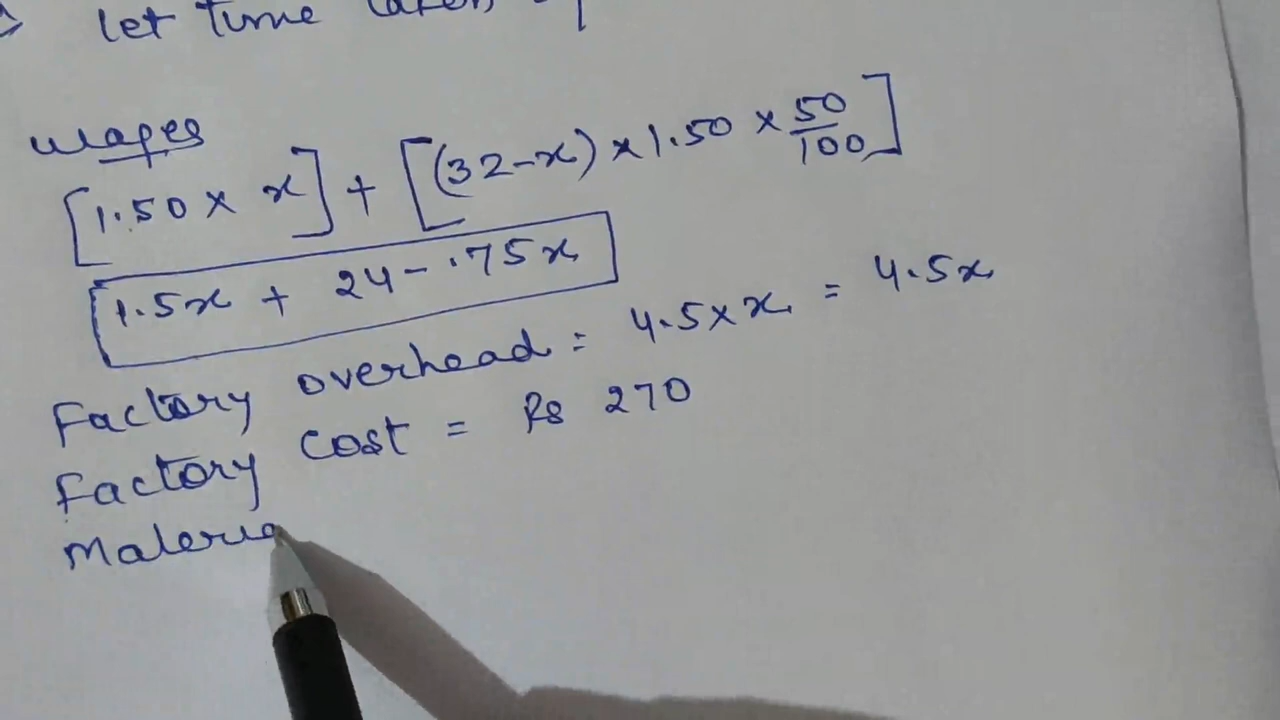 let time taken
wages
[1.50 × x] + [(32-x) × 1.50 × 50/100]
1.5x + 24 - .75x
Factory overhead = 4.5 × x = 4.5x
Factory cost = Rs 270
Materia